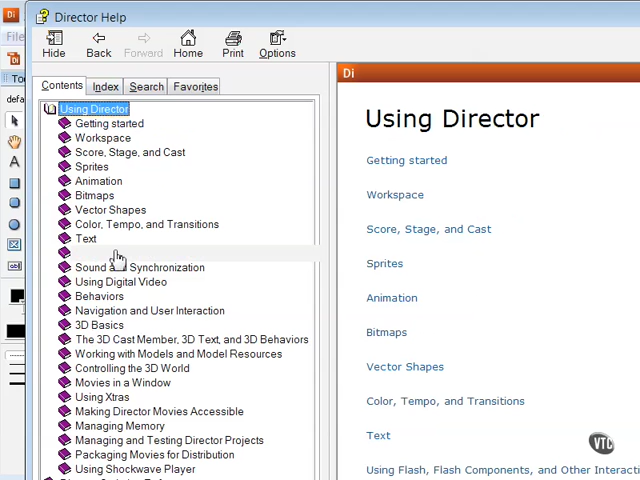 Di
Director Help
File
Hide
Back
Forward
Home
Print
Options
Di
Contents
Index
Search
Favorites
Using Director
Getting started
Workspace
Score, Stage, and Cast
Sprites
Animation
Bitmaps
Vector Shapes
Color, Tempo, and Transitions
Text
Sound and Synchronization
Using Digital Video
Behaviors
Navigation and User Interaction
3D Basics
The 3D Cast Member, 3D Text, and 3D Behaviors
Working with Models and Model Resources
Controlling the 3D World
Movies in a Window
Using Xtras
Making Director Movies Accessible
Managing Memory
Managing and Testing Director Projects
Packaging Movies for Distribution
Using Shockwave Player
Using Director
Getting started
Workspace
Score, Stage, and Cast
Sprites
Animation
Bitmaps
Vector Shapes
Color, Tempo, and Transitions
Text
Using Flash, Flash Components, and Other
VTC